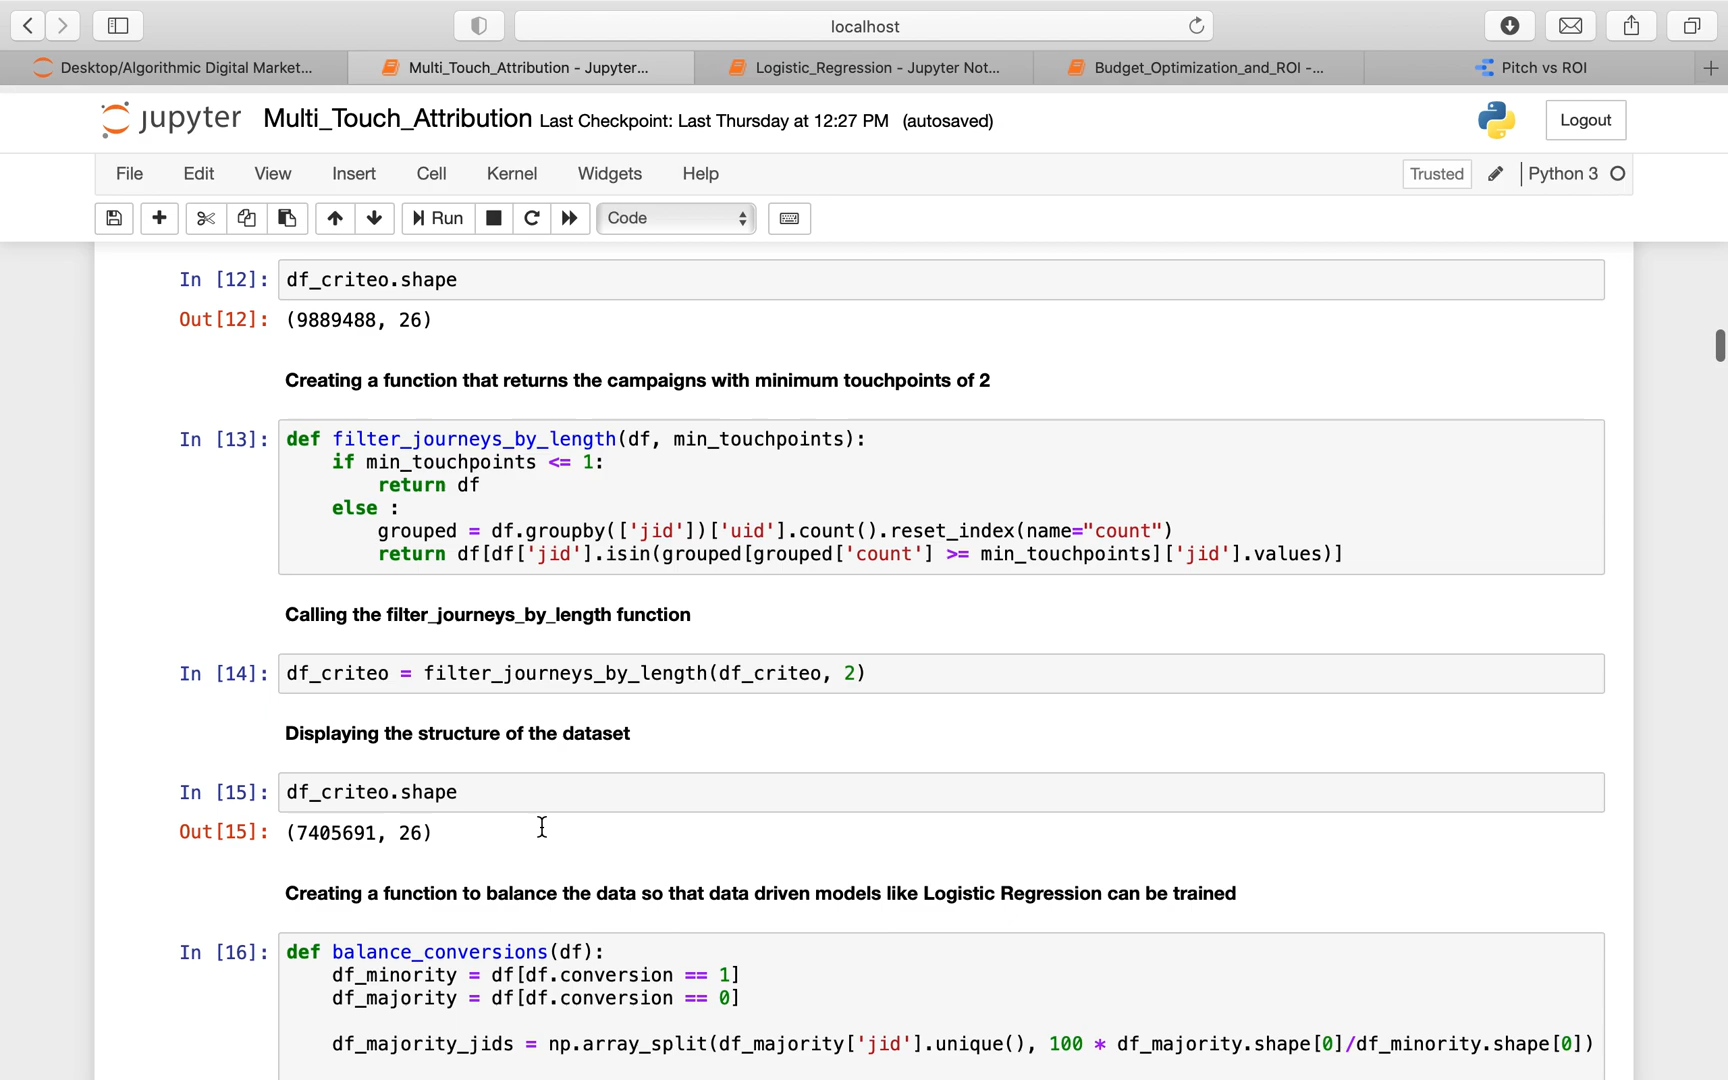 localhost
Desktop/Algorithmic Digital Market...
Multi_Touch_Attribution - Jupyter...
Logistic_Regression - Jupyter Not...
Budget_Optimization_and_ROI -...
Pitch vs ROI
jupyter Multi_Touch_Attribution Last Checkpoint: Last Thursday at 12:27 PM (autosaved)
Logout
File Edit View Insert Cell Kernel Widgets Help
Trusted Python 3
Run Code
In [12]: df_criteo.shape
Out[12]: (9889488, 26)
Creating a function that returns the campaigns with minimum touchpoints of 2
In [13]: def filter_journeys_by_length(df, min_touchpoints):
if min_touchpoints <= 1:
return df
else :
grouped = df.groupby(['jid'])['uid'].count().reset_index(name="count")
return df[df['jid'].isin(grouped[grouped['count'] >= min_touchpoints]['jid'].values)]
Calling the filter_journeys_by_length function
In [14]: df_criteo = filter_journeys_by_length(df_criteo, 2)
Displaying the structure of the dataset
In [15]: df_criteo.shape
Out[15]: (7405691, 26)
Creating a function to balance the data so that data driven models like Logistic Regression can be trained
In [16]: def balance_conversions(df):
df_minority = df[df.conversion == 1]
df_majority = df[df.conversion == 0]
df_majority_jids = np.array_split(df_majority['jid'].unique(), 100 * df_majority.shape[0]/df_minority.shape[0])